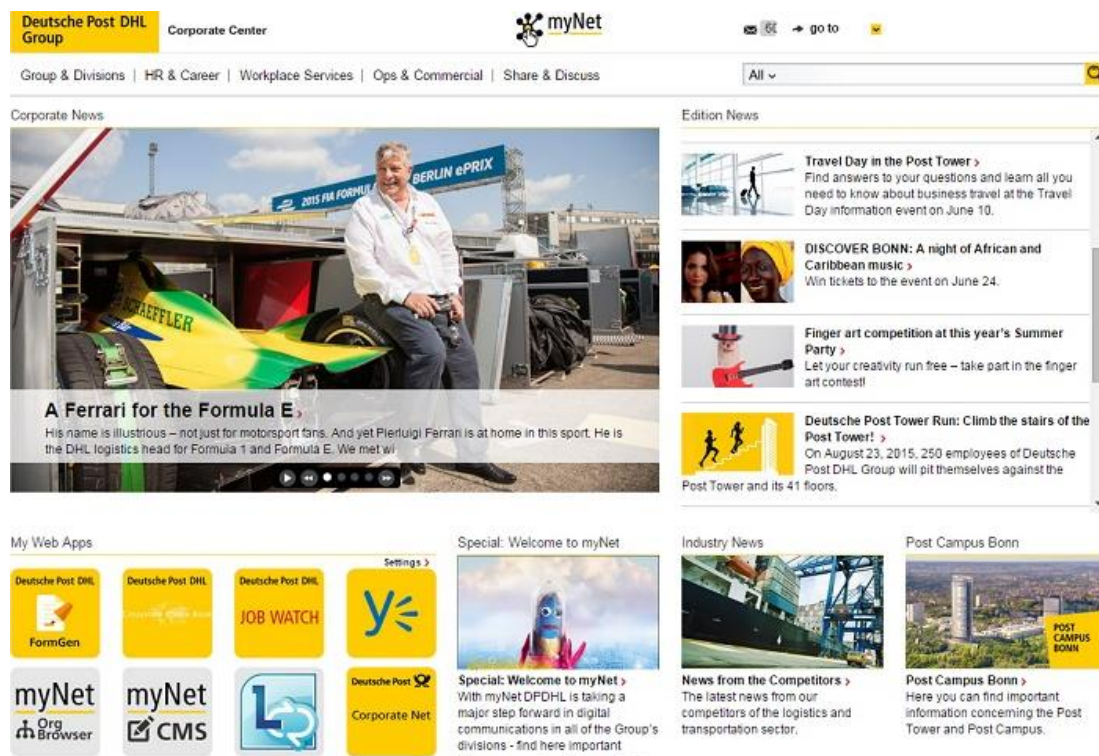 Deutsche Post DHL
Group
Corporate Center
myNet
go to
Group & Divisions | HR & Career | Workplace Services | Ops & Commercial | Share & Discuss
All
Corporate News
2015 FIA FORMUL BERLIN ePRIX
SCHAEFFLER
A Ferrari for the Formula E
His name is illustrious – not just for motorsport fans. And yet Pierluigi Ferrari is at home in this sport. He is
the DHL logistics head for Formula 1 and Formula E. We met wi
Edition News
Travel Day in the Post Tower
Find answers to your questions and learn all you
need to know about business travel at the Travel
Day information event on June 10.
DISCOVER BONN: A night of African and
Caribbean music
Win tickets to the event on June 24.
Finger art competition at this year's Summer
Party
Let your creativity run free – take part in the finger
art contest!
Deutsche Post Tower Run: Climb the stairs of the
Post Tower!
On August 23, 2015, 250 employees of Deutsche
Post DHL Group will pit themselves against the
Post Tower and its 41 floors.
My Web Apps
Settings
Deutsche Post DHL
FormGen
Deutsche Post DHL
Deutsche Post DHL
JOB WATCH
myNet
Org
Browser
myNet
CMS
Deutsche Post
Corporate Net
Special: Welcome to myNet
Special: Welcome to myNet
With myNet DPDHL is taking a
major step forward in digital
communications in all of the Group's
divisions - find here important
Industry News
News from the Competitors
The latest news from our
competitors of the logistics and
transportation sector.
Post Campus Bonn
POST
CAMPUS
BONN
Post Campus Bonn
Here you can find important
information concerning the Post
Tower and Post Campus.